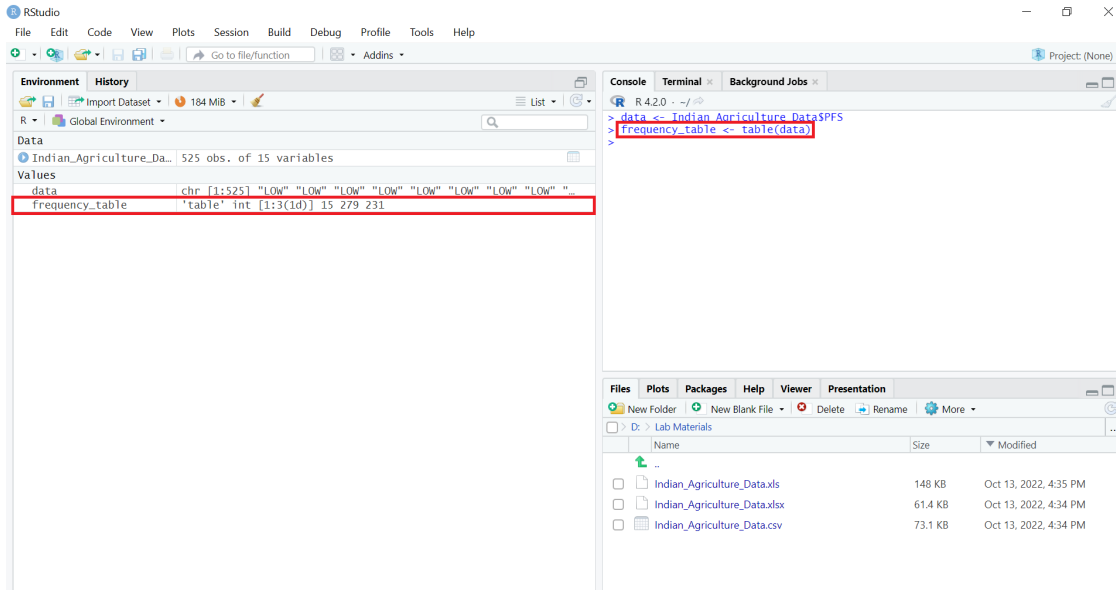 RStudio
File Edit Code View Plots Session Build Debug Profile Tools Help
Go to file/function Addins Project: (None)
Environment History
Import Dataset 184 MiB List
R Global Environment
Data
Indian_Agriculture_Da… 525 obs. of 15 variables
Values
data chr [1:525] "LOW" "LOW" "LOW" "LOW" "LOW" "LOW" "LOW" "LOW" "…
frequency_table 'table' int [1:3(1d)] 15 279 231
Console Terminal Background Jobs
R 4.2.0 · ~/
> data <- Indian_Agriculture_Data$PFS
> frequency_table <- table(data)
>
Files Plots Packages Help Viewer Presentation
New Folder New Blank File Delete Rename More
D: > Lab Materials ...
Name Size Modified
..
Indian_Agriculture_Data.xls 148 KB Oct 13, 2022, 4:35 PM
Indian_Agriculture_Data.xlsx 61.4 KB Oct 13, 2022, 4:34 PM
Indian_Agriculture_Data.csv 73.1 KB Oct 13, 2022, 4:34 PM